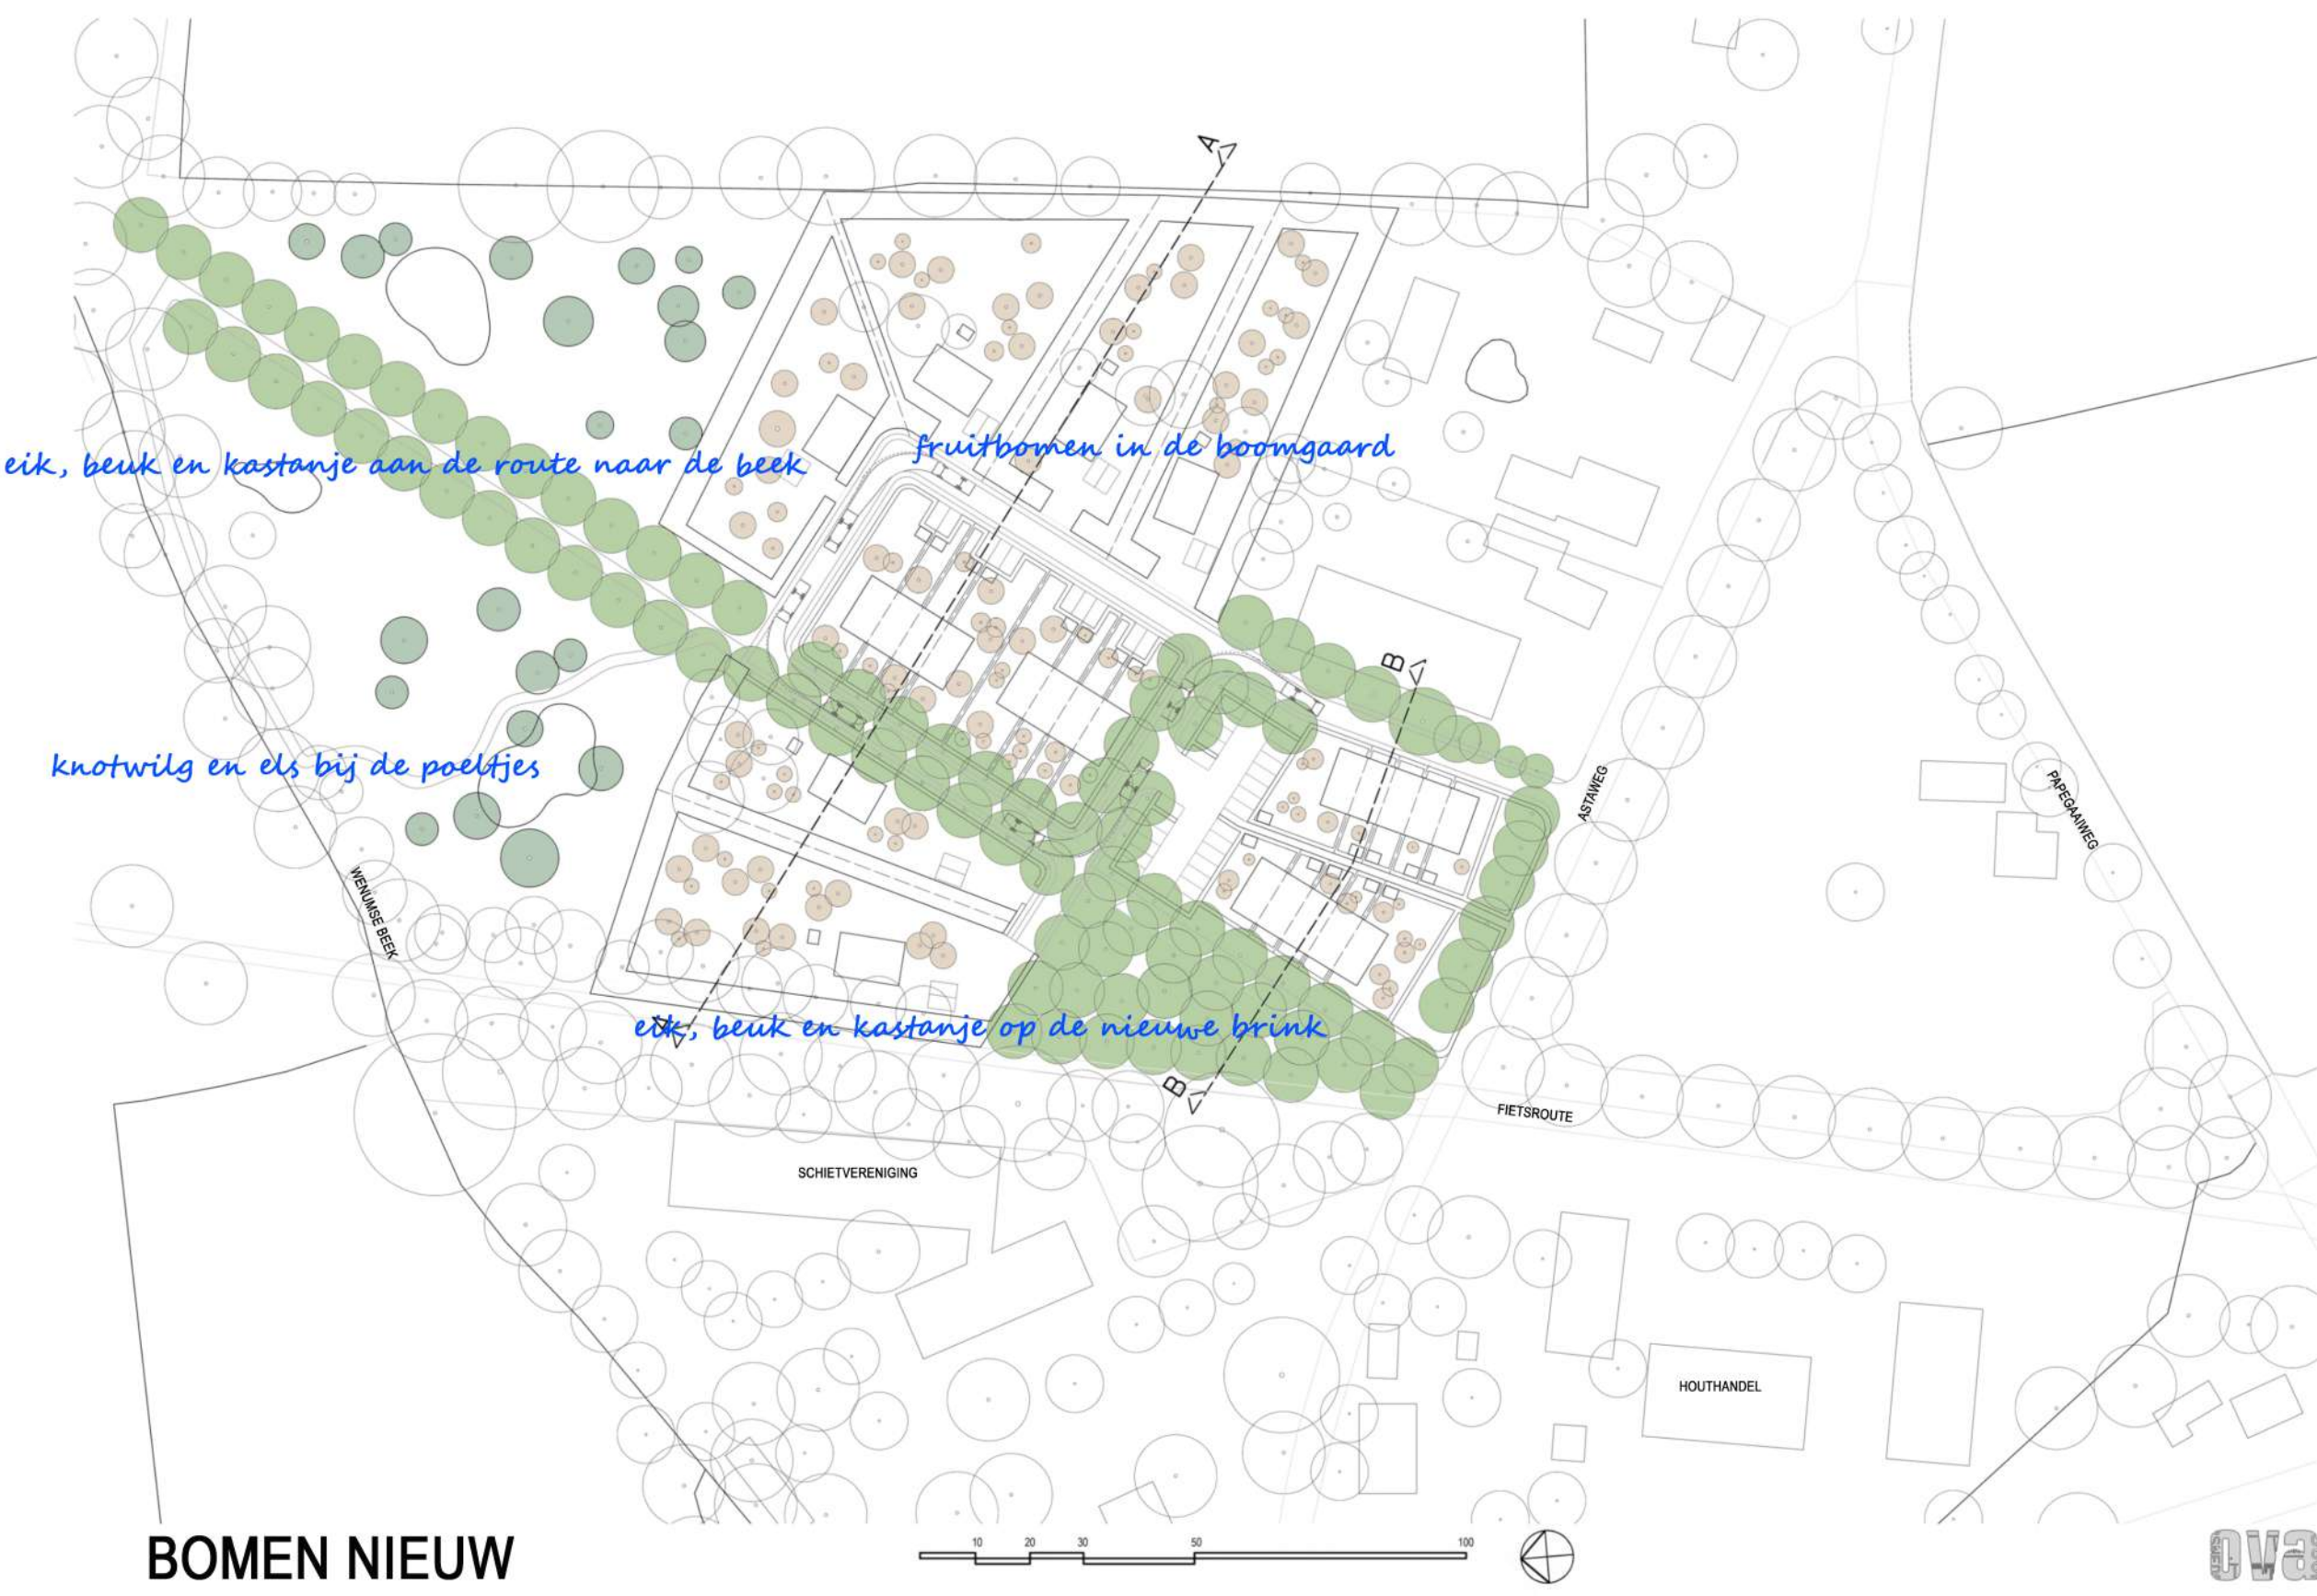 A
eik, beuk en kastanje aan de route naar de beek
fruitbomen in de boomgaard
B
knotwilg en els bij de poeltjes
ASTAWEG
PAPEGAAIWEG
WENUMSE BEEK
A
eik, beuk en kastanje op de nieuwe brink
B
FIETSROUTE
SCHIETVERENIGING
HOUTHANDEL
BOMEN NIEUW
10 20 30 50 100
ova